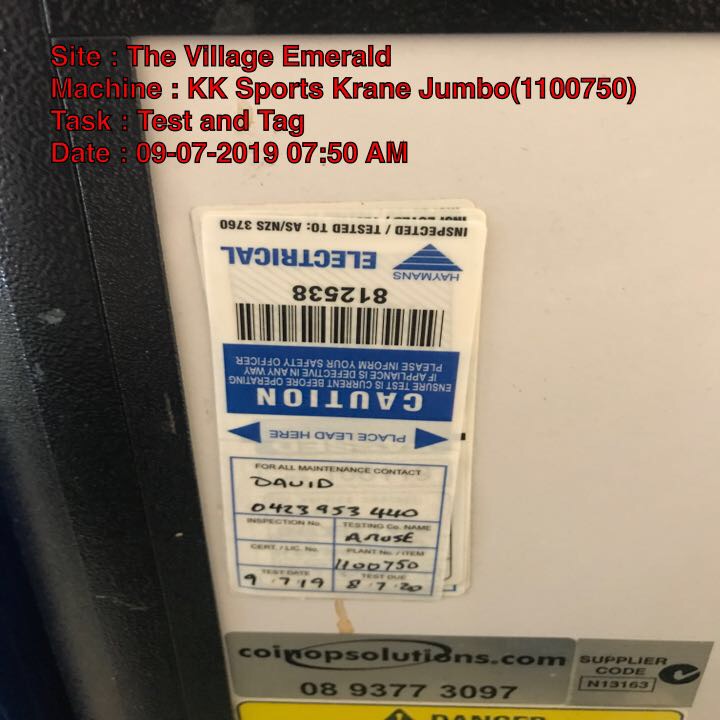 Site : The Village Emerald
Machine : KK Sports Krane Jumbo(1100750)
Task : Test and Tag
Date : 09-07-2019 07:50 AM
INSPECTED / TESTED TO: AS/NZS 3760
HAYMANS
ELECTRICAL
812538
CAUTION
ENSURE TEST IS CURRENT BEFORE OPERATING
IF APPLIANCE IS DEFECTIVE IN ANY WAY
PLEASE INFORM YOUR SAFETY OFFICER
PLACE LEAD HERE
FOR ALL MAINTENANCE CONTACT
DAVID
0423 953 440
INSPECTION No. TESTING Co. NAME
AMUSE
CERT. / LIC. No. PLANT No. / ITEM
1100750
TEST DATE TEST DUE
9 7 19 8 7 20
coinopsolutions.com
08 9377 3097
SUPPLIER
CODE
N13163
DANGER